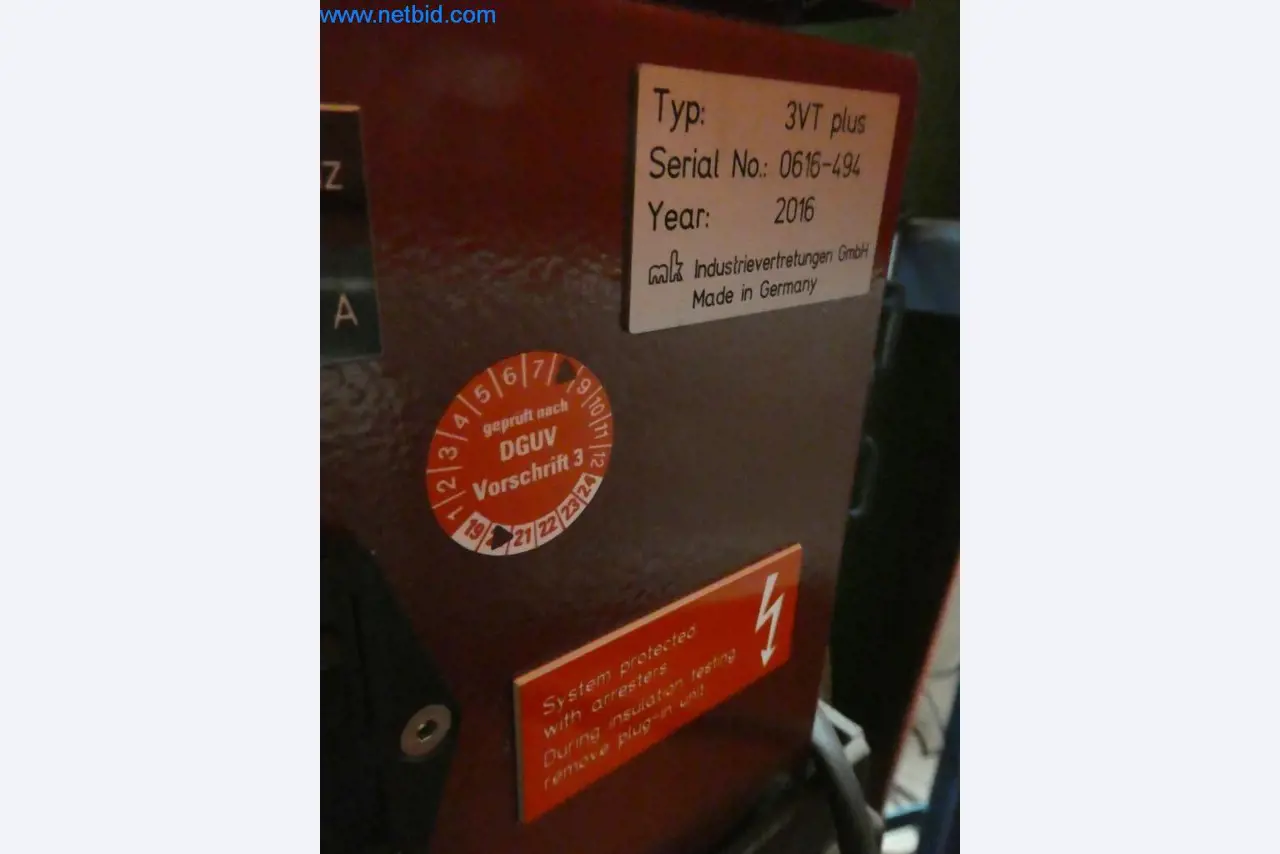 www.netbid.com
Z
A
Typ: 3VT plus
Serial No.: 0616-494
Year: 2016
mk Industrievertretungen GmbH
Made in Germany
1 2 3 4 5 6 7 9 10 11 12
geprüft nach
DGUV
Vorschrift 3
19 21 22 23 24
System protected
with arresters
During insulation testing
remove plug-in unit